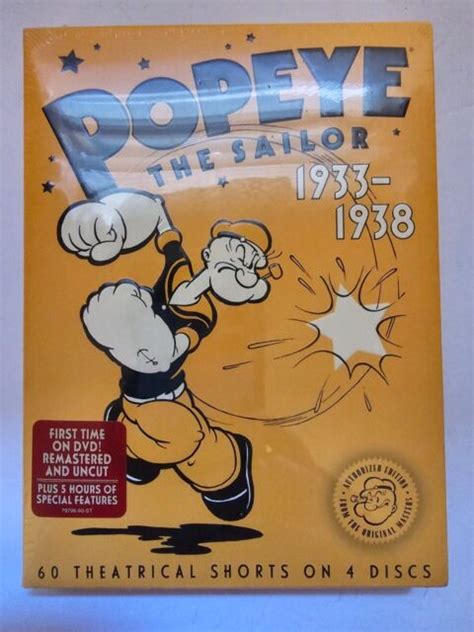 POPEYE
THE SAILOR
1933-
1938
FIRST TIME
ON DVD!
REMASTERED
AND UNCUT
PLUS 5 HOURS OF
SPECIAL FEATURES
AUTHORIZED EDITION
FROM THE ORIGINAL MASTERS
60 THEATRICAL SHORTS ON 4 DISCS